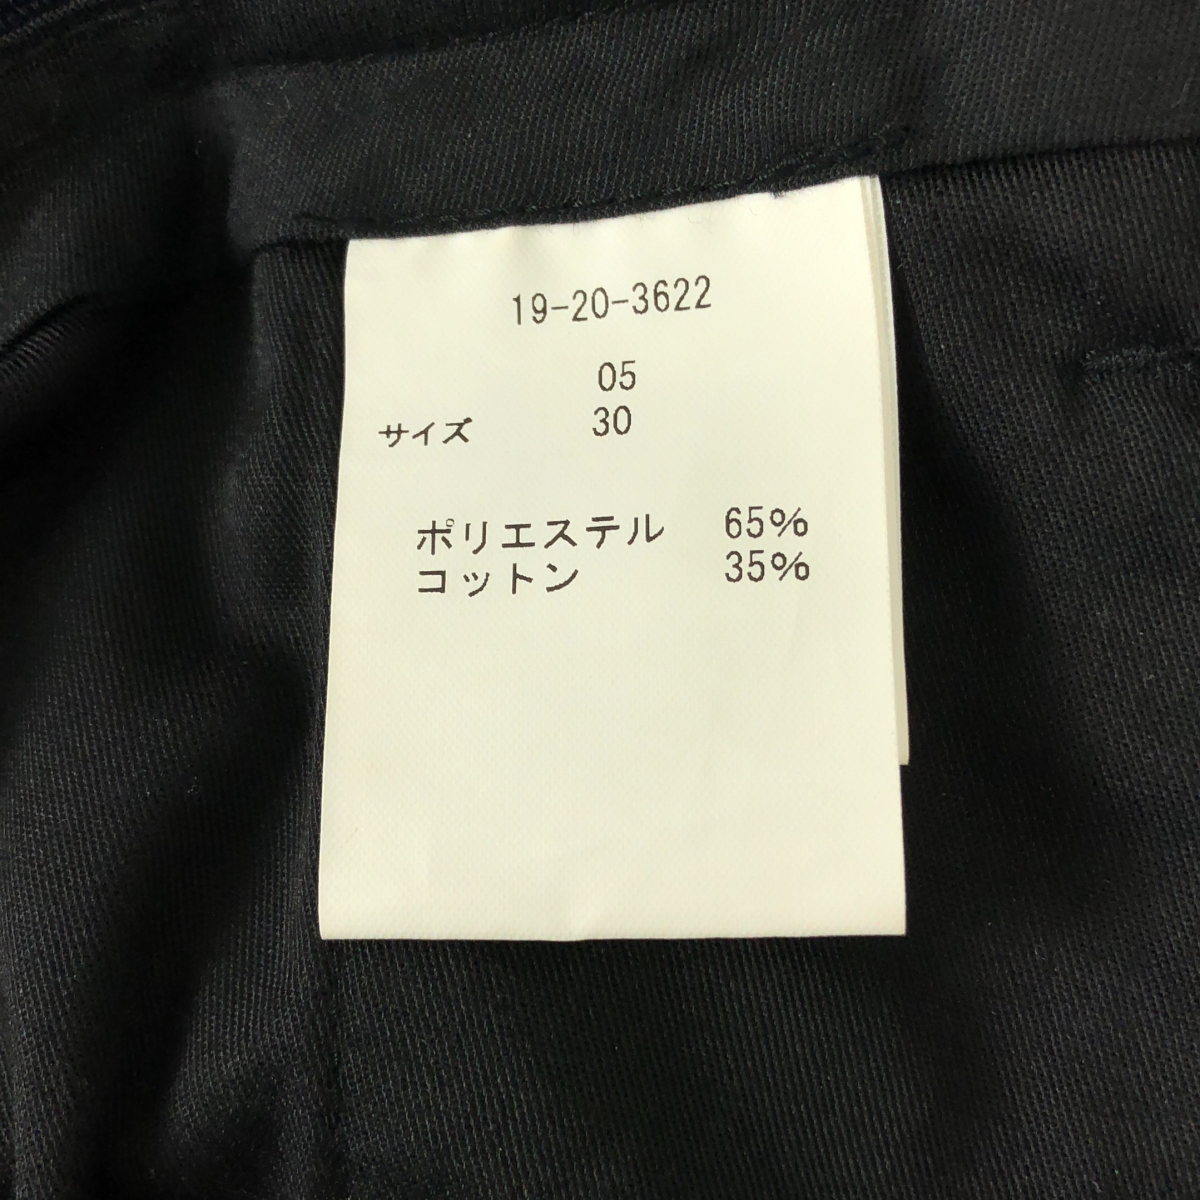 19-20-3622
05
サイズ 30
ポリエステル 65%
コットン 35%